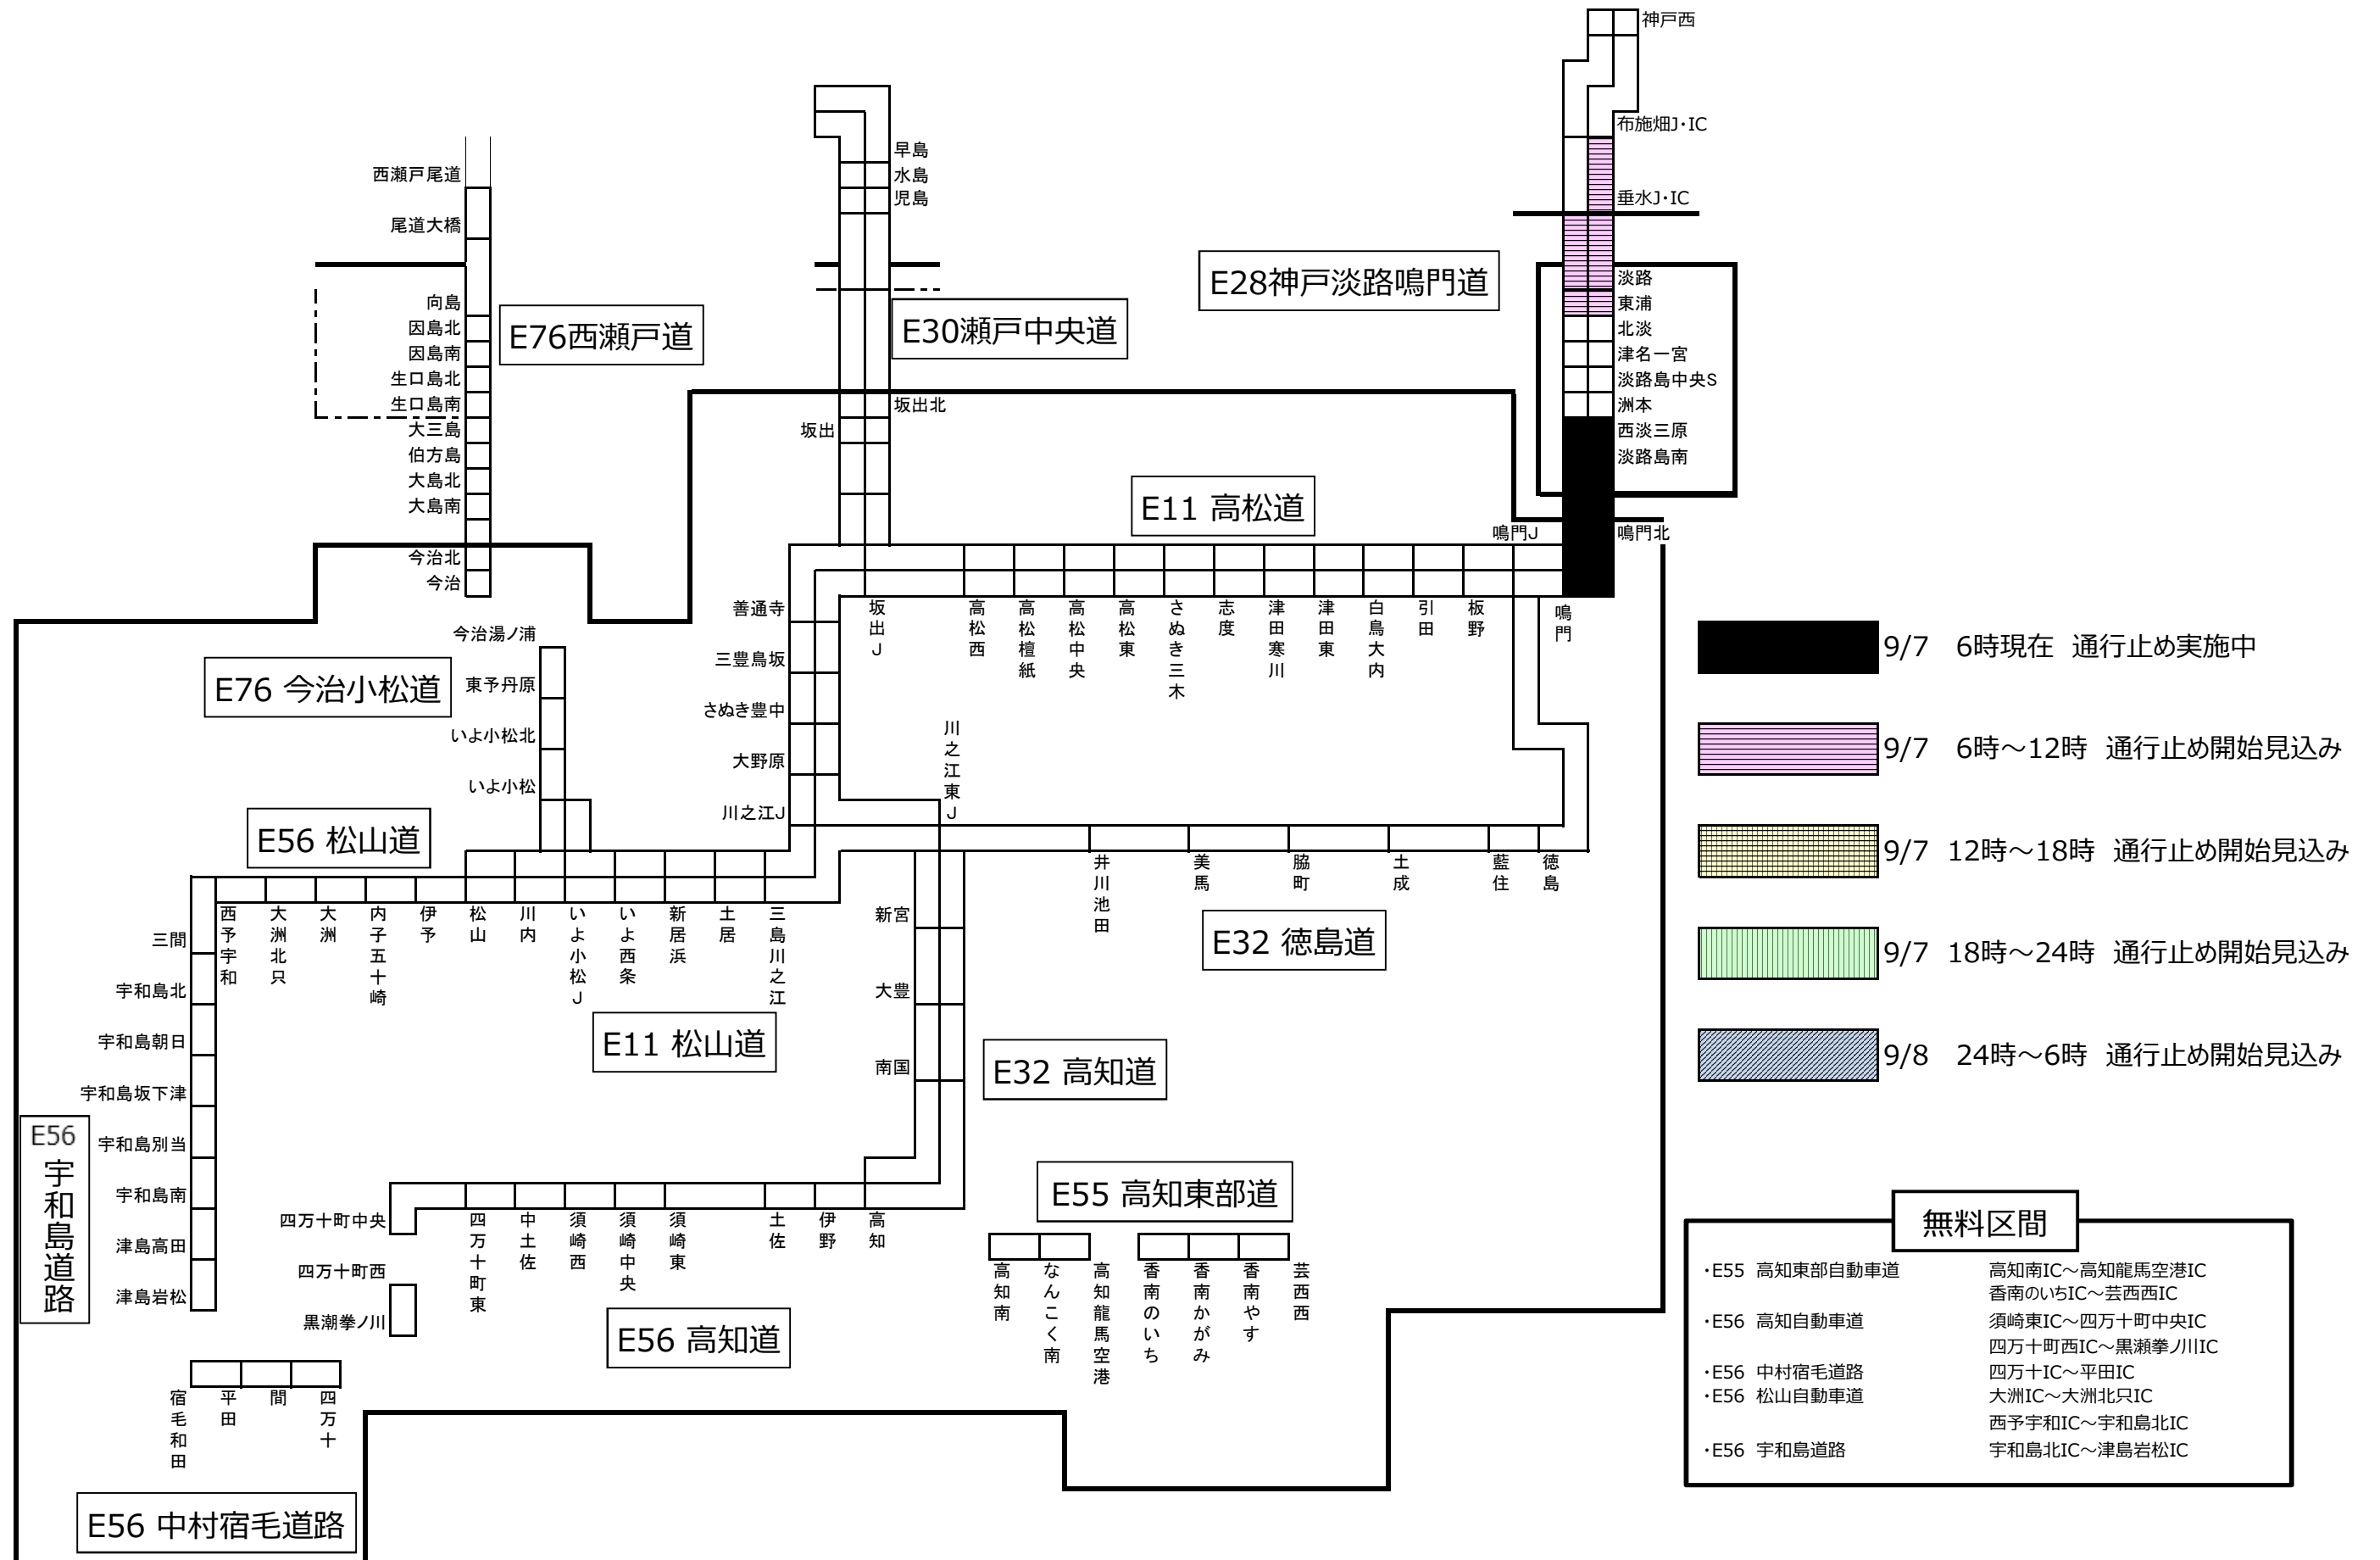 神戸西
布施畑J・IC
垂水J・IC
E28神戸淡路鳴門道
淡路
東浦
北淡
津名一宮
淡路島中央S
洲本
西淡三原
淡路島南
鳴門北
鳴門J
早島
水島
児島
E30瀬戸中央道
坂出北
坂出
西瀬戸尾道
尾道大橋
向島
因島北
因島南
生口島北
生口島南
大三島
伯方島
大島北
大島南
今治北
今治
E76西瀬戸道
E11 高松道
坂出J
高松西
高松檀紙
高松中央
高松東
さぬき三木
志度
津田寒川
津田東
白鳥大内
引田
板野
鳴門
善通寺
三豊鳥坂
さぬき豊中
大野原
川之江J
川之江東J
今治湯ノ浦
東予丹原
いよ小松北
いよ小松
E76 今治小松道
E56 松山道
西予宇和
大洲北只
大洲
内子五十崎
伊予
松山
川内
いよ小松J
いよ西条
新居浜
土居
三島川之江
E11 松山道
井川池田
美馬
脇町
土成
藍住
徳島
E32 徳島道
新宮
大豊
南国
E32 高知道
三間
宇和島北
宇和島朝日
宇和島坂下津
宇和島別当
宇和島南
津島高田
津島岩松
E56
宇和島道路
四万十町中央
四万十町西
黒潮拳ノ川
四万十町東
中土佐
須崎西
須崎中央
須崎東
土佐
伊野
高知
E56 高知道
E55 高知東部道
高知南
なんこく南
高知龍馬空港
香南のいち
香南かがみ
香南やす
芸西西
宿毛和田
平田
間
四万十
E56 中村宿毛道路
9/7 6時現在 通行止め実施中
9/7 6時～12時 通行止め開始見込み
9/7 12時～18時 通行止め開始見込み
9/7 18時～24時 通行止め開始見込み
9/8 24時～6時 通行止め開始見込み
無料区間
・E55 高知東部自動車道 高知南IC～高知龍馬空港IC
香南のいちIC～芸西西IC
・E56 高知自動車道 須崎東IC～四万十町中央IC
四万十町西IC～黒瀬拳ノ川IC
・E56 中村宿毛道路 四万十IC～平田IC
・E56 松山自動車道 大洲IC～大洲北只IC
西予宇和IC～宇和島北IC
・E56 宇和島道路 宇和島北IC～津島岩松IC